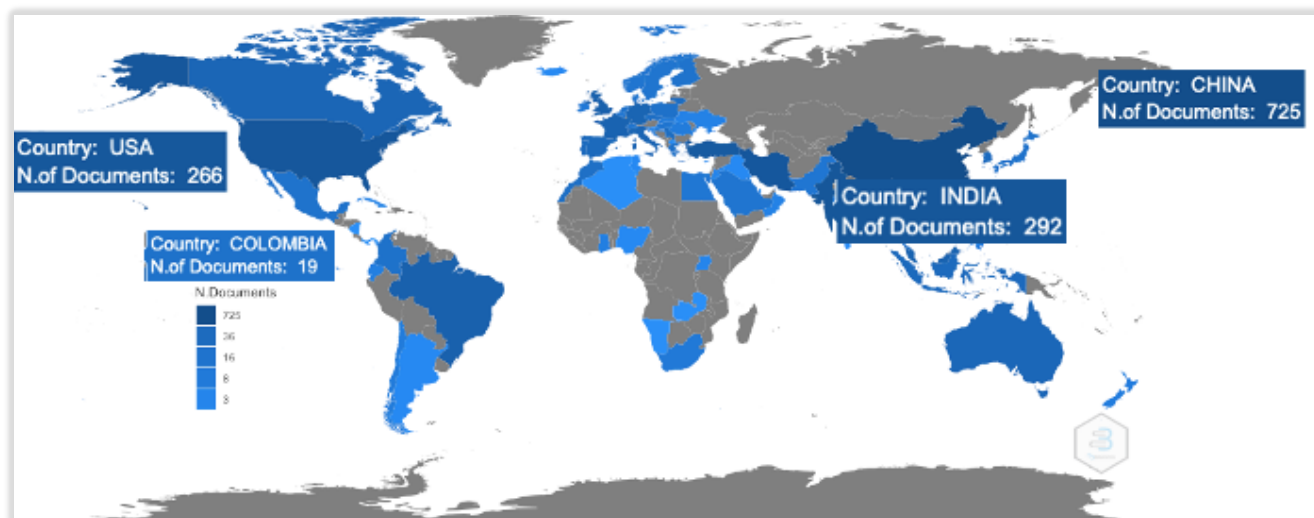 Country: CHINA
N.of Documents: 725
Country: USA
N.of Documents: 266
Country: INDIA
N.of Documents: 292
Country: COLOMBIA
N.of Documents: 19
N.Documents
725
36
16
8
3